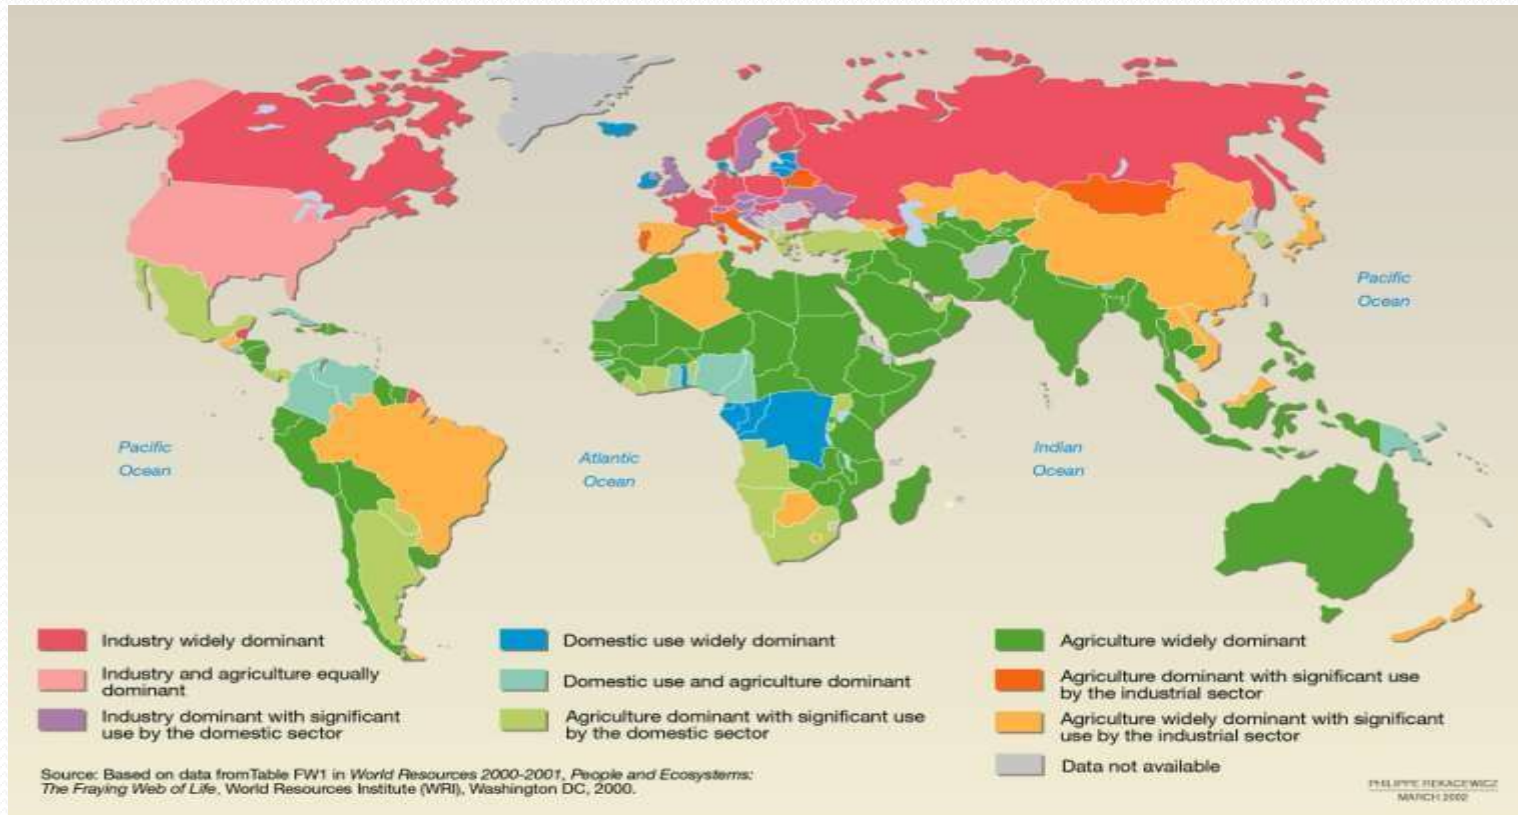 Pacific
Ocean
Pacific
Ocean
Atlantic
Ocean
Indian
Ocean
Industry widely dominant
Industry and agriculture equally
dominant
Industry dominant with significant
use by the domestic sector
Domestic use widely dominant
Domestic use and agriculture dominant
Agriculture dominant with significant use
by the domestic sector
Agriculture widely dominant
Agriculture dominant with significant use
by the industrial sector
Agriculture widely dominant with significant
use by the industrial sector
Data not available
Source: Based on data fromTable FW1 in World Resources 2000-2001, People and Ecosystems:
The Fraying Web of Life, World Resources Institute (WRI), Washington DC, 2000.
PHILIPPE REKACEWICZ
MARCH 2002